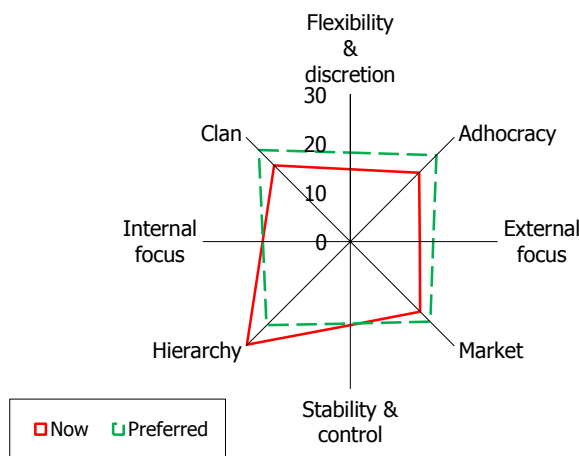 Flexibility
&
discretion
30
Clan
20
Adhocracy
10
Internal
focus
0
External
focus
Hierarchy
Market
Stability &
control
Now
Preferred